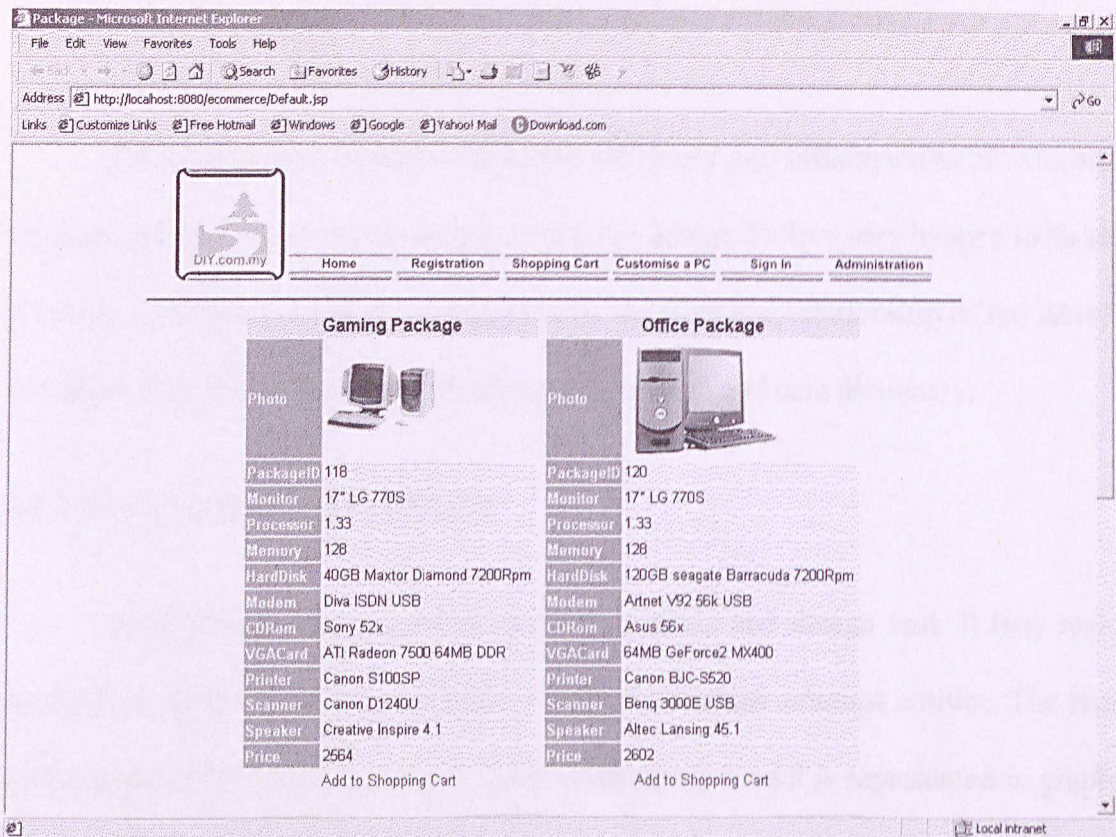 Package - Microsoft Internet Explorer
File Edit View Favorites Tools Help
Back Search Favorites History
Address http://localhost:8080/ecommerce/Default.jsp Go
Links Customize Links Free Hotmail Windows Google Yahoo! Mail Download.com
DIY.com.my
Home Registration Shopping Cart Customise a PC Sign In Administration
Gaming Package Office Package
Photo Photo
PackageID 118 PackageID 120
Monitor 17" LG 770S Monitor 17" LG 770S
Processor 1.33 Processor 1.33
Memory 128 Memory 128
HardDisk 40GB Maxtor Diamond 7200Rpm HardDisk 120GB seagate Barracuda 7200Rpm
Modem Diva ISDN USB Modem Artnet V92 56k USB
CDRom Sony 52x CDRom Asus 56x
VGACard ATI Radeon 7500 64MB DDR VGACard 64MB GeForce2 MX400
Printer Canon S100SP Printer Canon BJC-S520
Scanner Canon D1240U Scanner Benq 3000E USB
Speaker Creative Inspire 4.1 Speaker Altec Lansing 45.1
Price 2564 Price 2602
Add to Shopping Cart Add to Shopping Cart
Local intranet